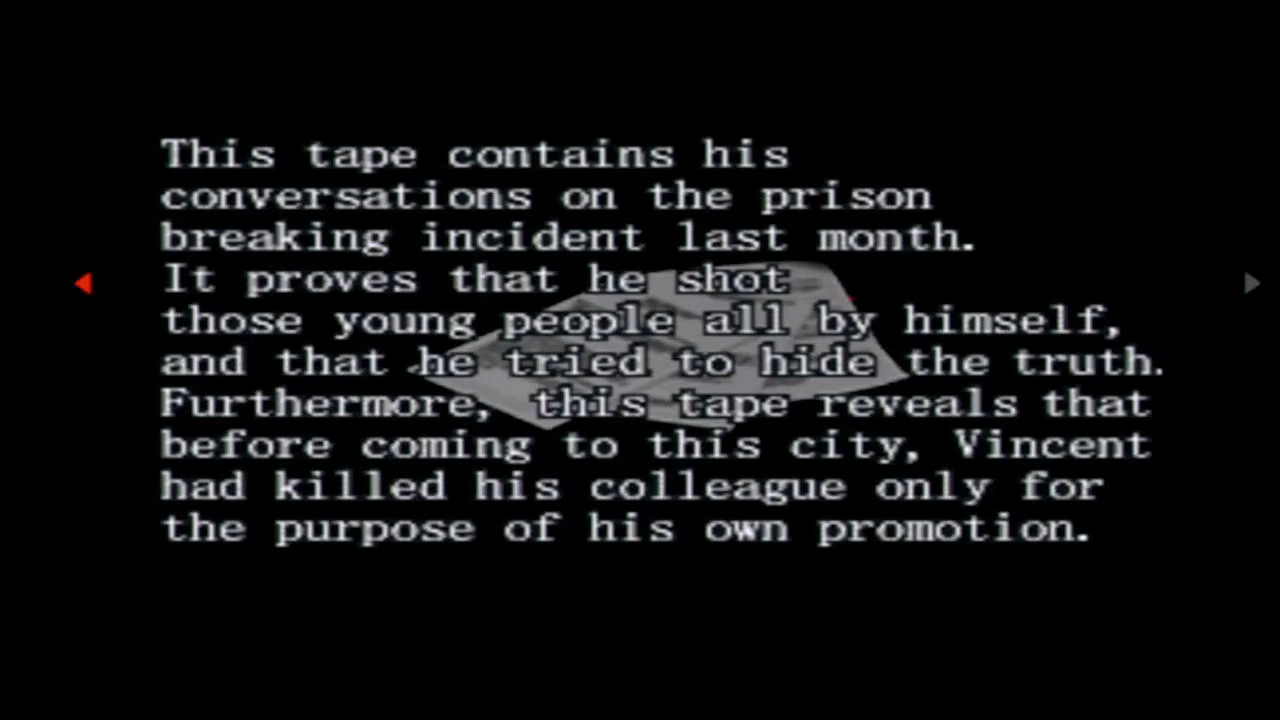 This tape contains his
conversations on the prison
breaking incident last month.
It proves that he shot
those young people all by himself,
and that he tried to hide the truth.
Furthermore, this tape reveals that
before coming to this city, Vincent
had killed his colleague only for
the purpose of his own promotion.